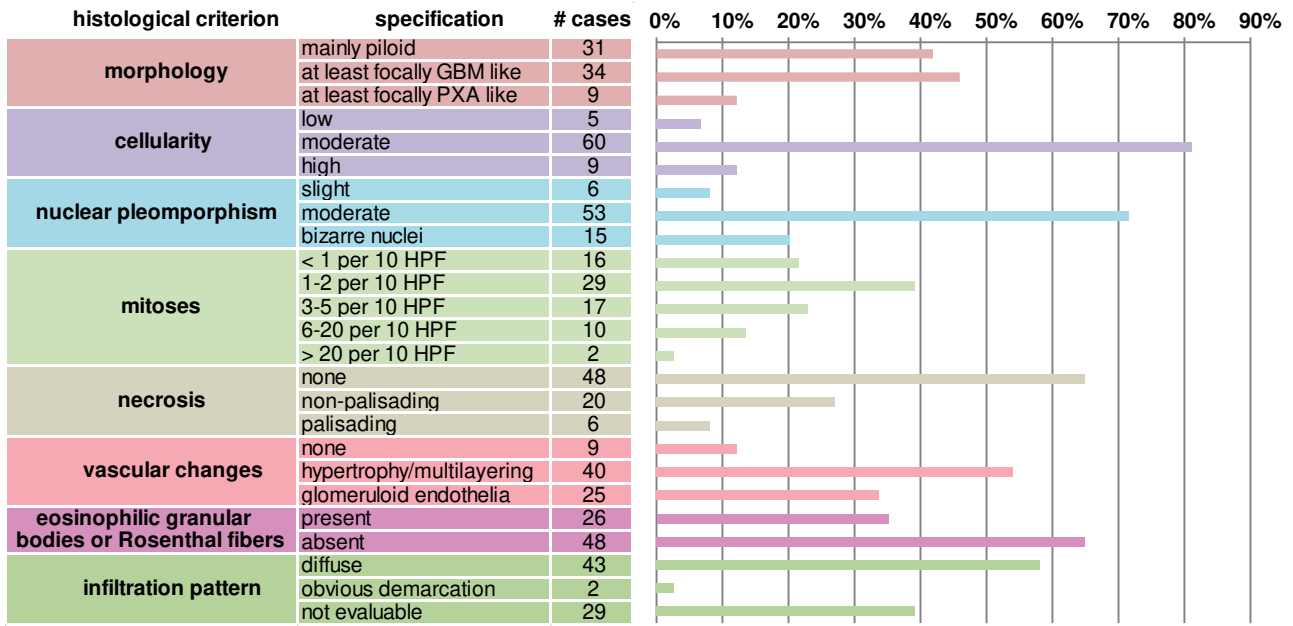 histological criterion specification # cases 0% 10% 20% 30% 40% 50% 60% 70% 80% 90%
morphology
mainly piloid 31
at least focally GBM like 34
at least focally PXA like 9
cellularity
low 5
moderate 60
high 9
nuclear pleomporphism
slight 6
moderate 53
bizarre nuclei 15
mitoses
< 1 per 10 HPF 16
1-2 per 10 HPF 29
3-5 per 10 HPF 17
6-20 per 10 HPF 10
> 20 per 10 HPF 2
necrosis
none 48
non-palisading 20
palisading 6
vascular changes
none 9
hypertrophy/multilayering 40
glomeruloid endothelia 25
eosinophilic granular
bodies or Rosenthal fibers
present 26
absent 48
infiltration pattern
diffuse 43
obvious demarcation 2
not evaluable 29